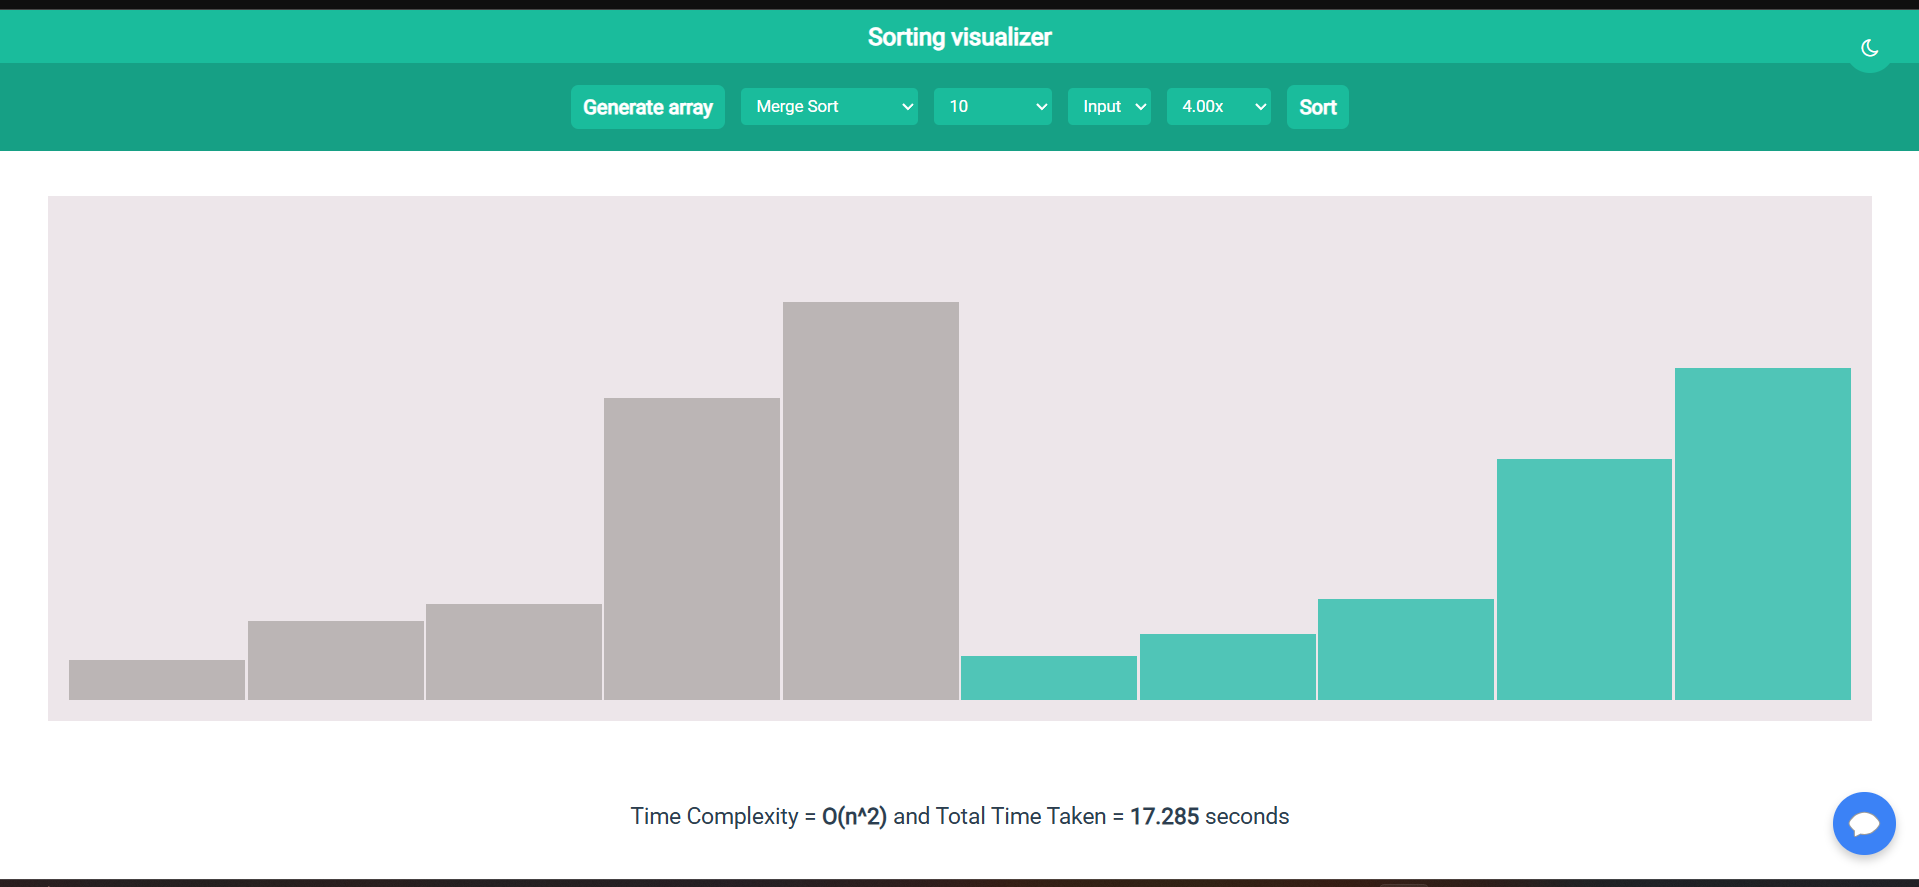 Sorting visualizer
Generate array Merge Sort 10 Input 4.00x Sort
Time Complexity = O(n^2) and Total Time Taken = 17.285 seconds